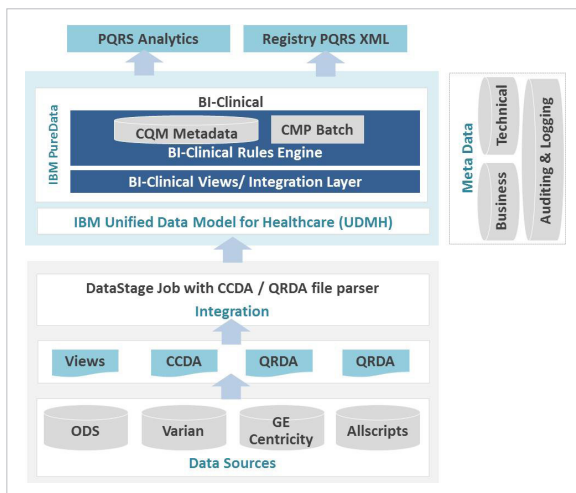 PQRS Analytics
Registry PQRS XML
IBM PureData
BI-Clinical
CQM Metadata
CMP Batch
BI-Clinical Rules Engine
BI-Clinical Views/ Integration Layer
IBM Unified Data Model for Healthcare (UDMH)
Meta Data
Technical
Business
Auditing & Logging
DataStage Job with CCDA / QRDA file parser
Integration
Views
CCDA
QRDA
QRDA
ODS
Varian
GE
Centricity
Allscripts
Data Sources